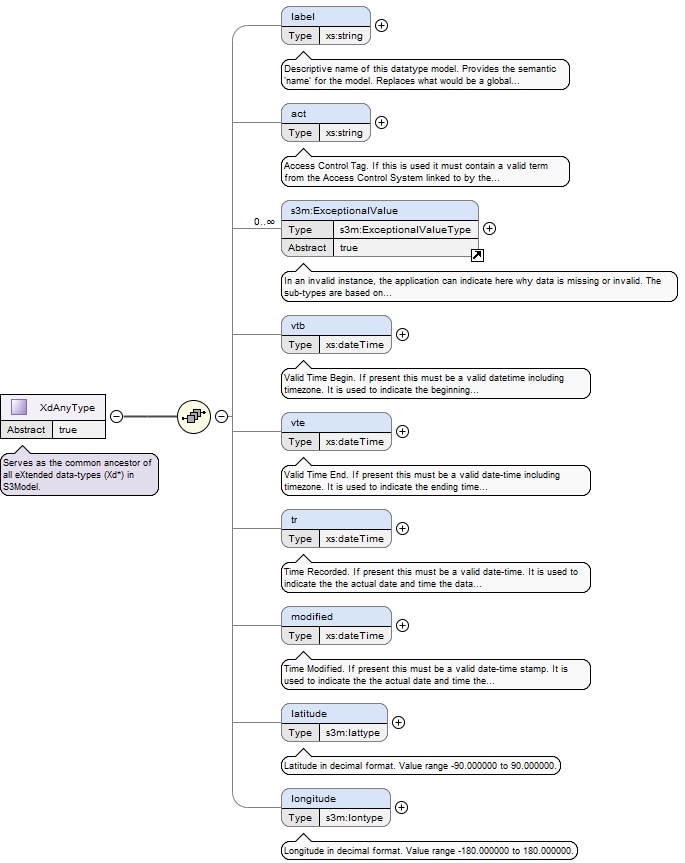 label
Type xs:string
Descriptive name of this datatype model. Provides the semantic
'name' for the model. Replaces what would be a global...
act
Type xs:string
Access Control Tag. If this is used it must contain a valid term
from the Access Control System linked to by the...
0..∞
s3m:ExceptionalValue
Type s3m:ExceptionalValueType
Abstract true
In an invalid instance, the application can indicate here why data is missing or invalid. The
sub-types are based on...
vtb
Type xs:dateTime
Valid Time Begin. If present this must be a valid datetime including
timezone. It is used to indicate the beginning...
XdAnyType
Abstract true
Serves as the common ancestor of
all eXtended data-types (Xd*) in
S3Model.
vte
Type xs:dateTime
Valid Time End. If present this must be a valid date-time including
timezone. It is used to indicate the ending time...
tr
Type xs:dateTime
Time Recorded. If present this must be a valid date-time. It is used to
indicate the the actual date and time the data...
modified
Type xs:dateTime
Time Modified. If present this must be a valid date-time stamp. It is
used to indicate the the actual date and time the...
latitude
Type s3m:lattype
Latitude in decimal format. Value range -90.000000 to 90.000000.
longitude
Type s3m:lontype
Longitude in decimal format. Value range -180.000000 to 180.000000.